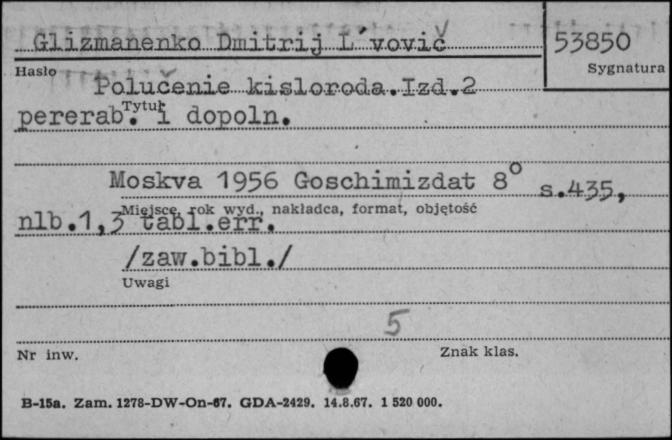 Glizmanenko Dmitrij L´vovič
53850
Hasło
Sygnatura
Polučenie kisloroda.Izd.2
Tytuł
pererab. i dopoln.
Moskva 1956 Goschimizdat 8° s.435,
Miejsce, rok wyd., nakładca, format, objętość
nlb.1,3 tabl.err.
/zaw.bibl./
Uwagi
5
Nr inw.
Znak klas.
B-15a. Zam. 1278-DW-On-67. GDA-2429. 14.8.67. 1 520 000.